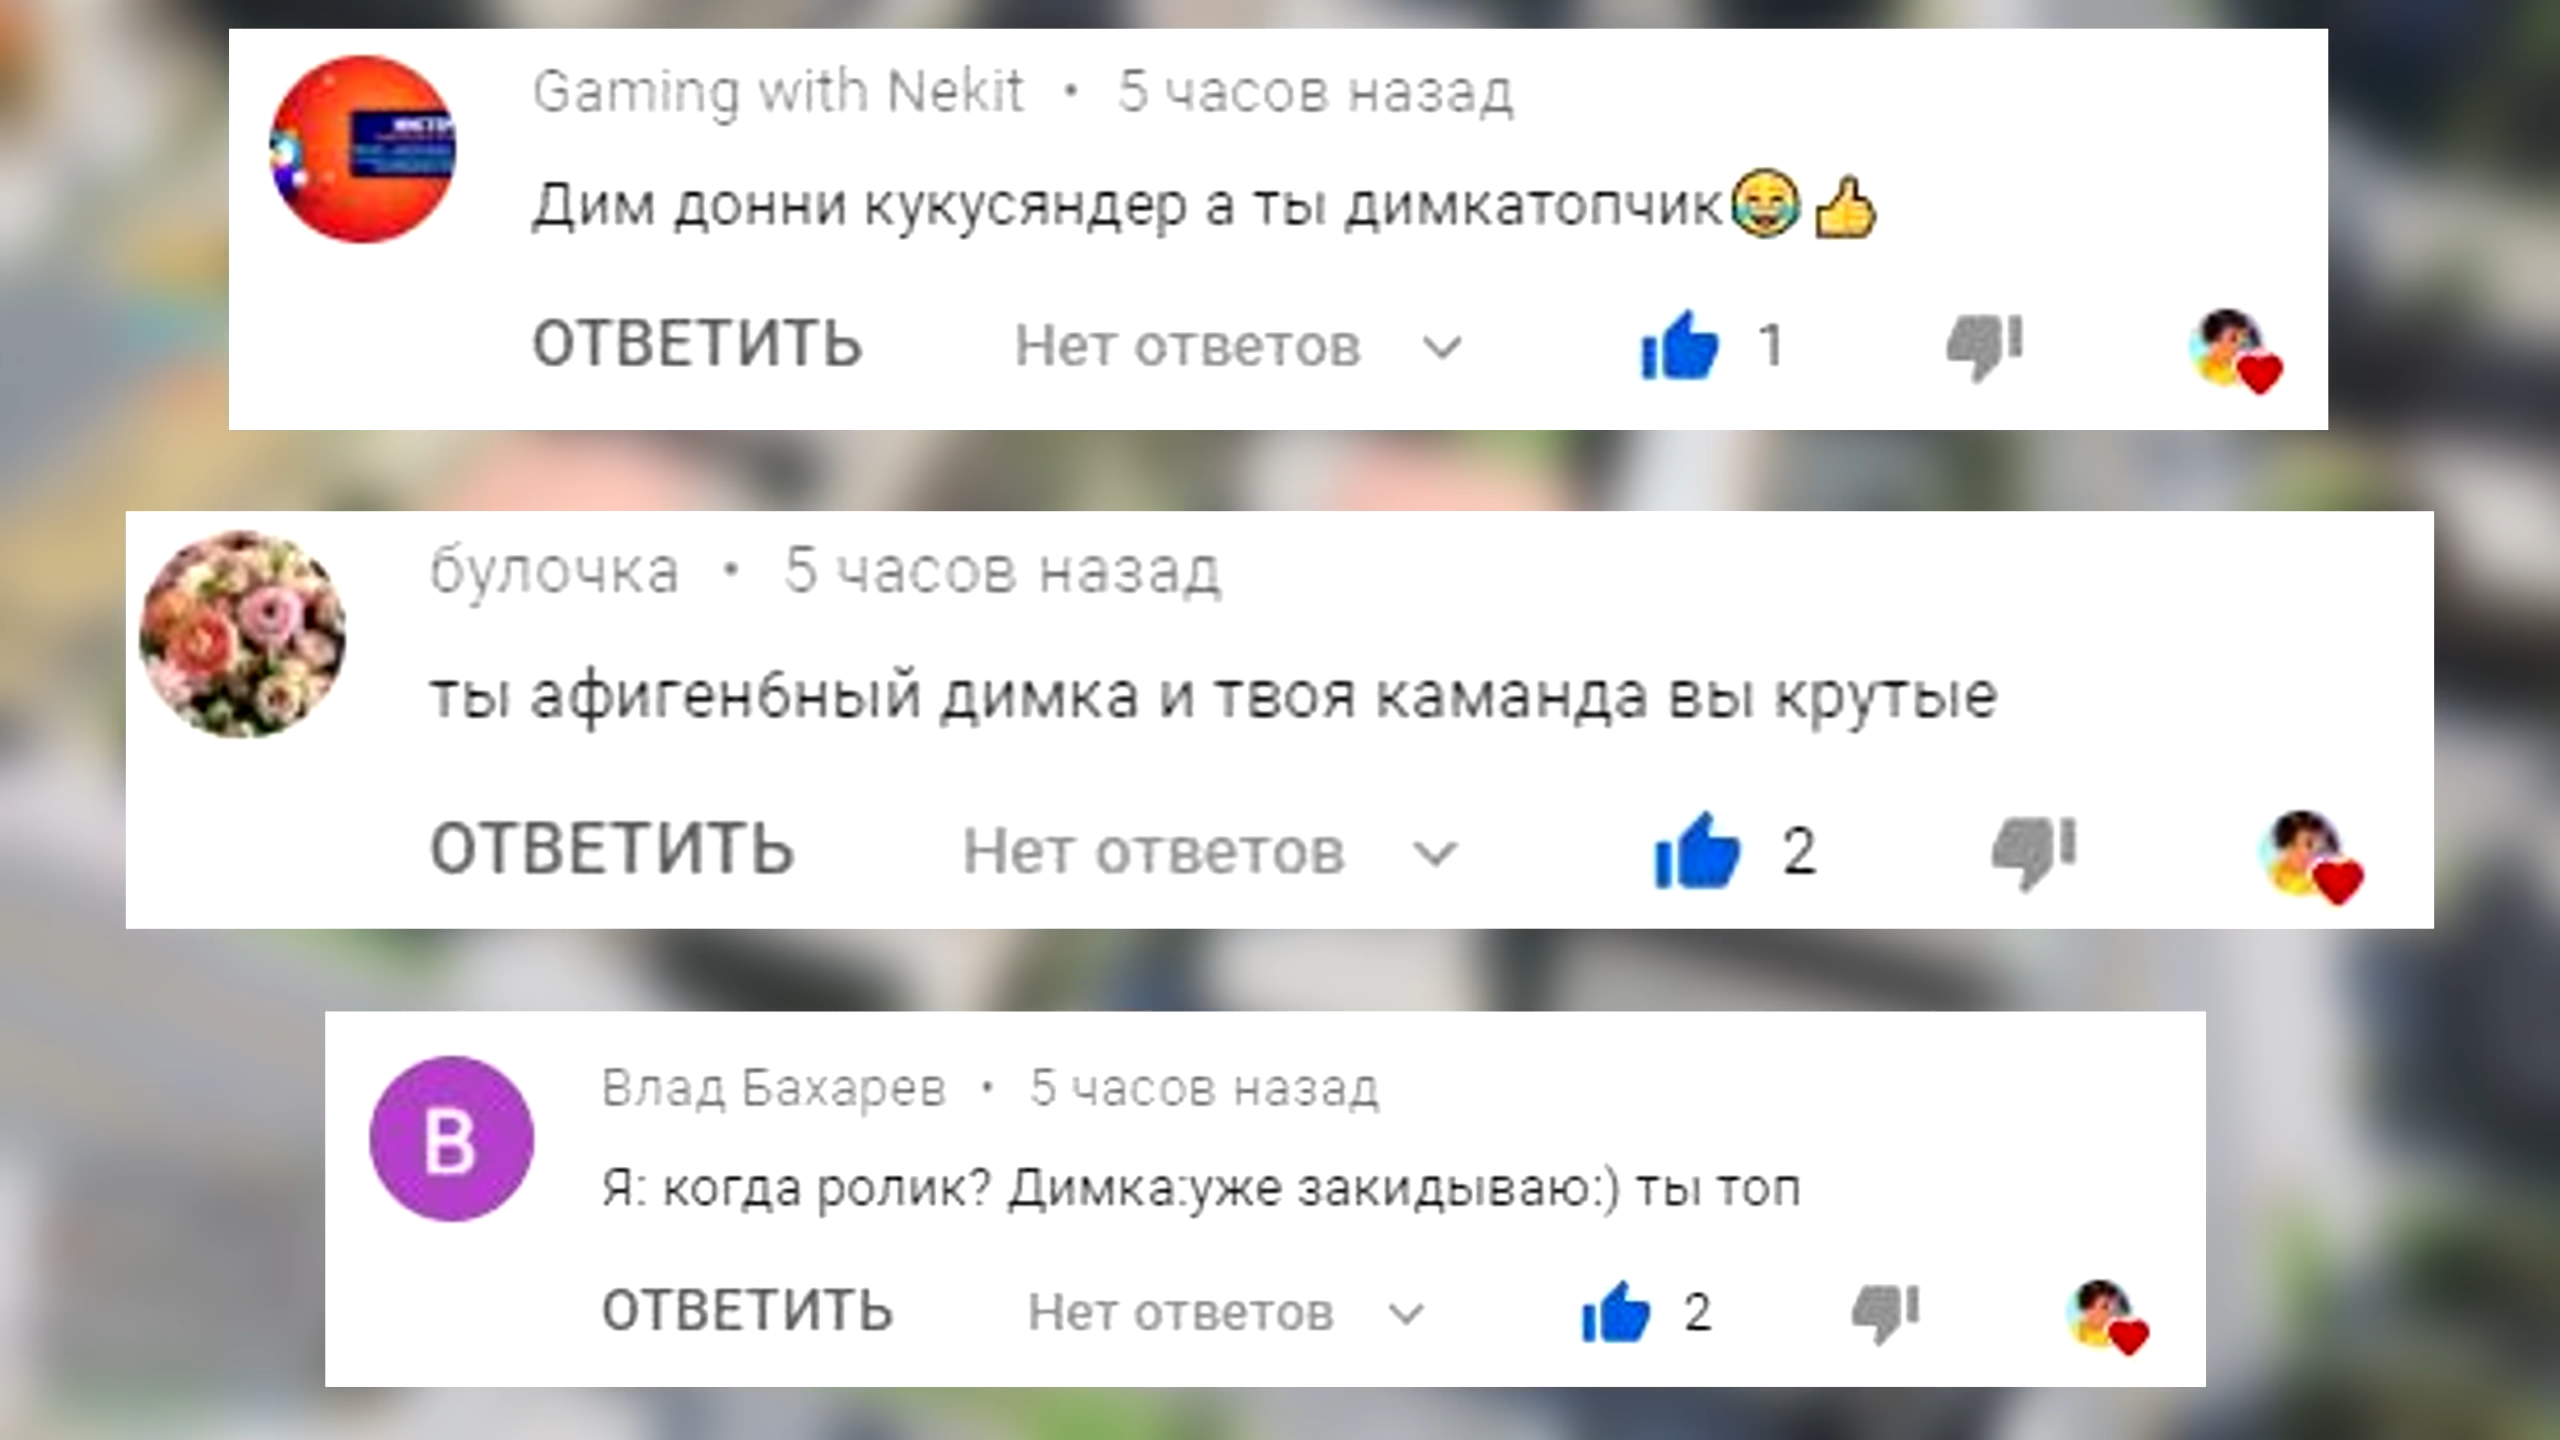 Gaming with Nekit • 5 часов назад
Дим донни кукусяндер а ты димкатопчик😂👍
ОТВЕТИТЬ Нет ответов 1
булочка • 5 часов назад
ты афиген6ный димка и твоя каманда вы крутые
ОТВЕТИТЬ Нет ответов 2
В
Влад Бахарев • 5 часов назад
Я: когда ролик? Димка:уже закидываю:) ты топ
ОТВЕТИТЬ Нет ответов 2